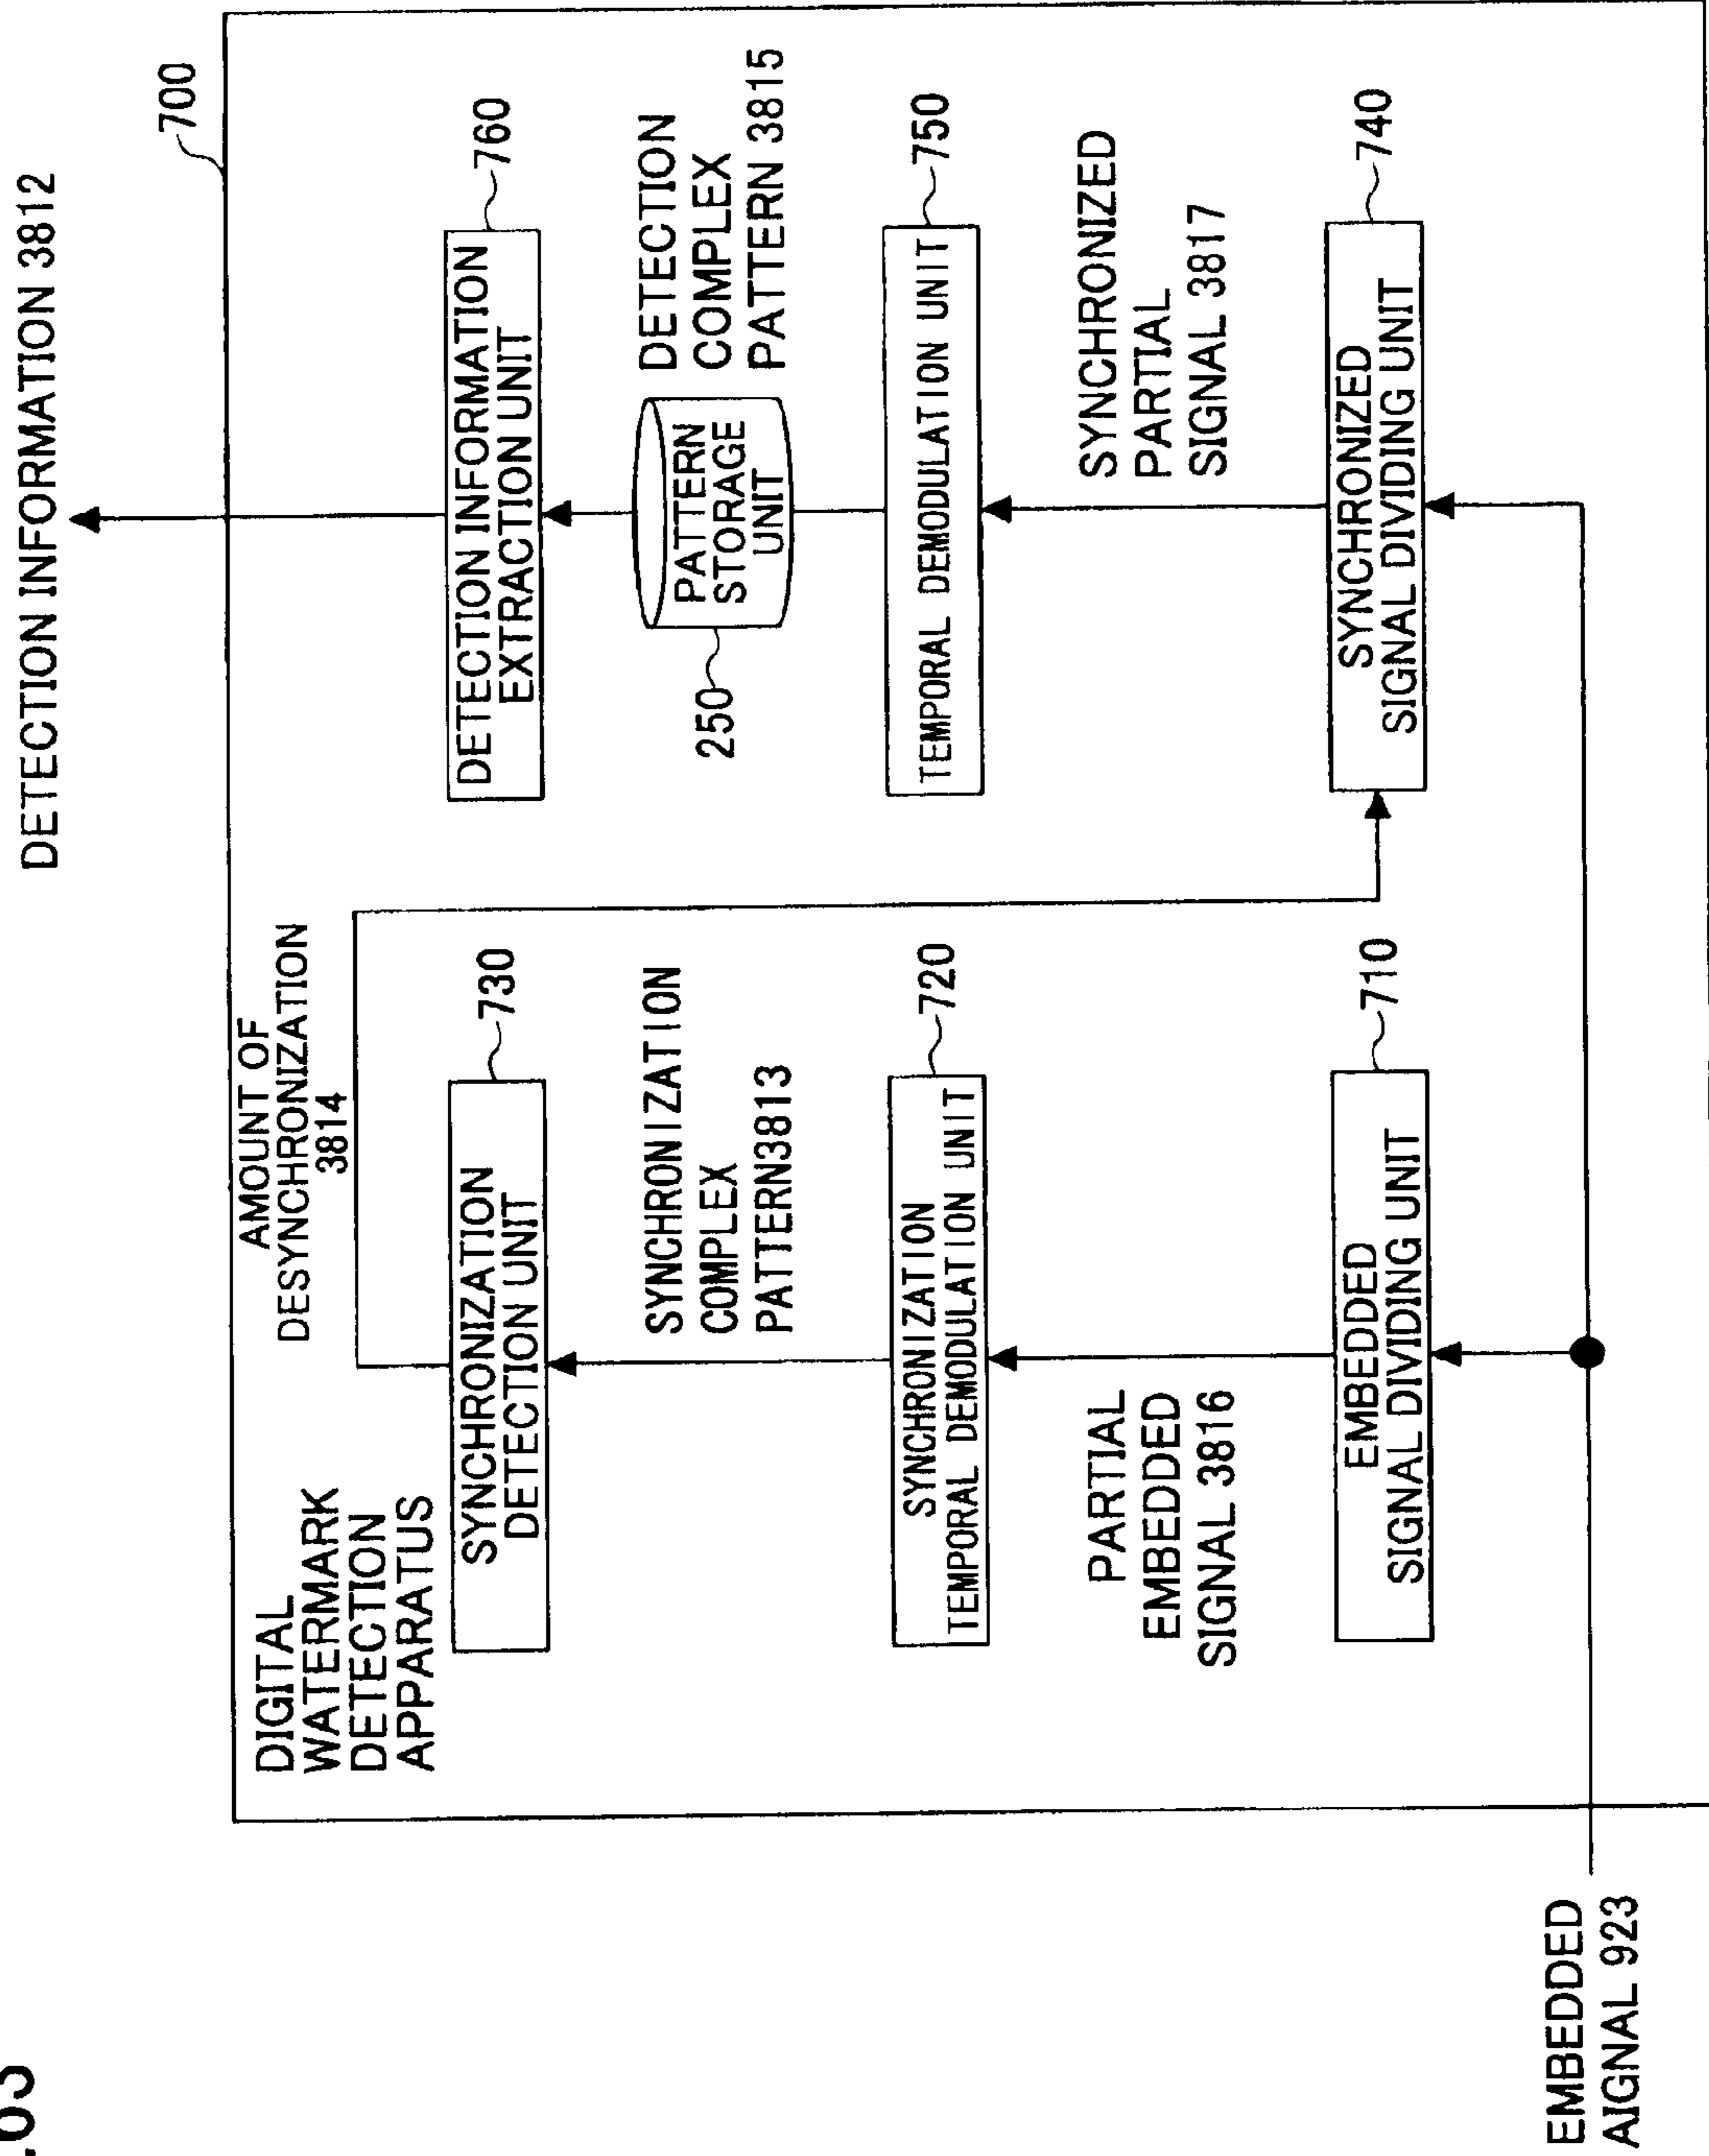 .63
DETECTION INFORMATION 3812
700
DIGITAL
WATERMARK
DETECTION
APPARATUS
AMOUNT OF
DESYNCHRONIZATION
3814
SYNCHRONIZATION
DETECTION UNIT
730
SYNCHRONIZATION
COMPLEX
PATTERN3813
SYNCHRONIZATION
TEMPORAL DEMODULATION UNIT
720
PARTIAL
EMBEDDED
SIGNAL 3816
EMBEDDED
SIGNAL DIVIDING UNIT
710
DETECTION INFORMATION
EXTRACTION UNIT
760
PATTERN
STORAGE
UNIT
250
DETECTION
COMPLEX
PATTERN 3815
TEMPORAL DEMODULATION UNIT
750
SYNCHRONIZED
PARTIAL
SIGNAL 3817
SYNCHRONIZED
SIGNAL DIVIDING UNIT
740
EMBEDDED
AIGNAL 923